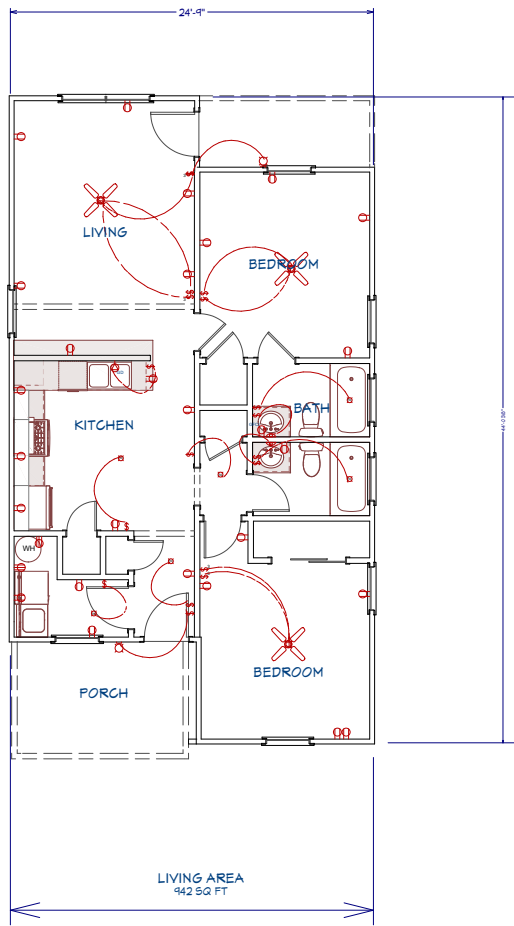 24'-9"
LIVING
BEDROOM
BATH
KITCHEN
WH
BEDROOM
PORCH
LIVING AREA
942 SQ FT